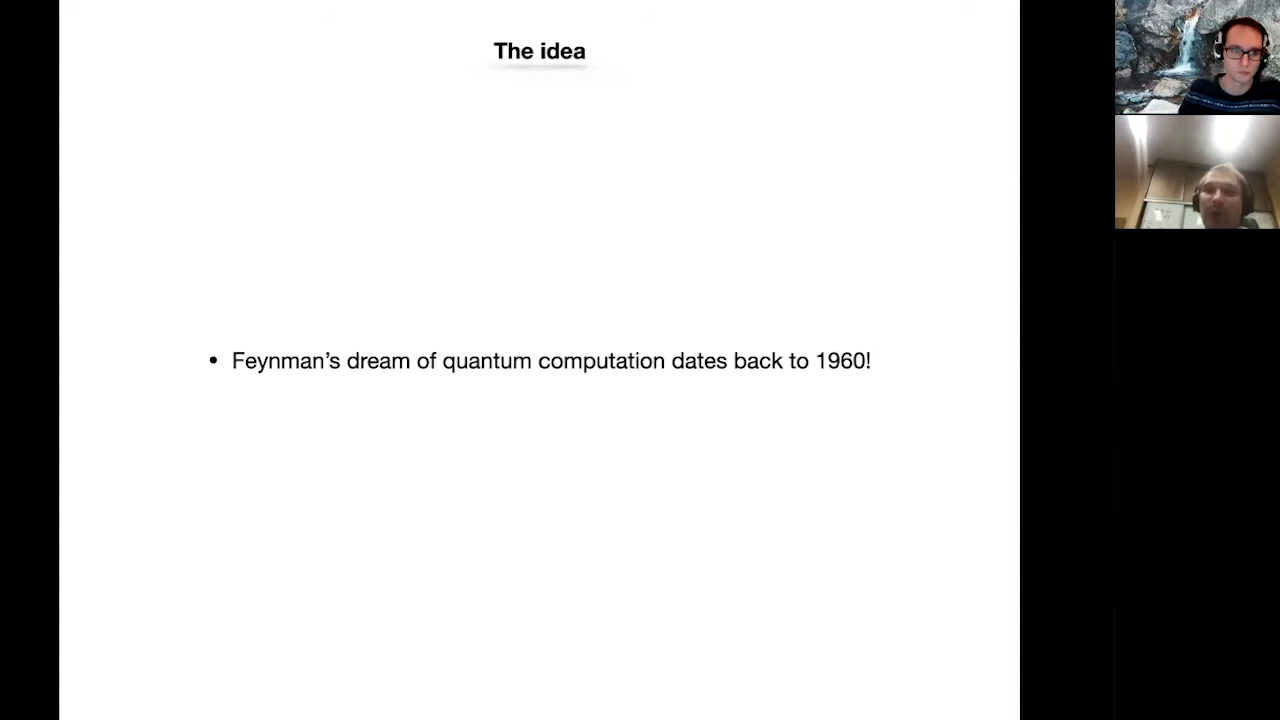 The idea
• Feynman’s dream of quantum computation dates back to 1960!